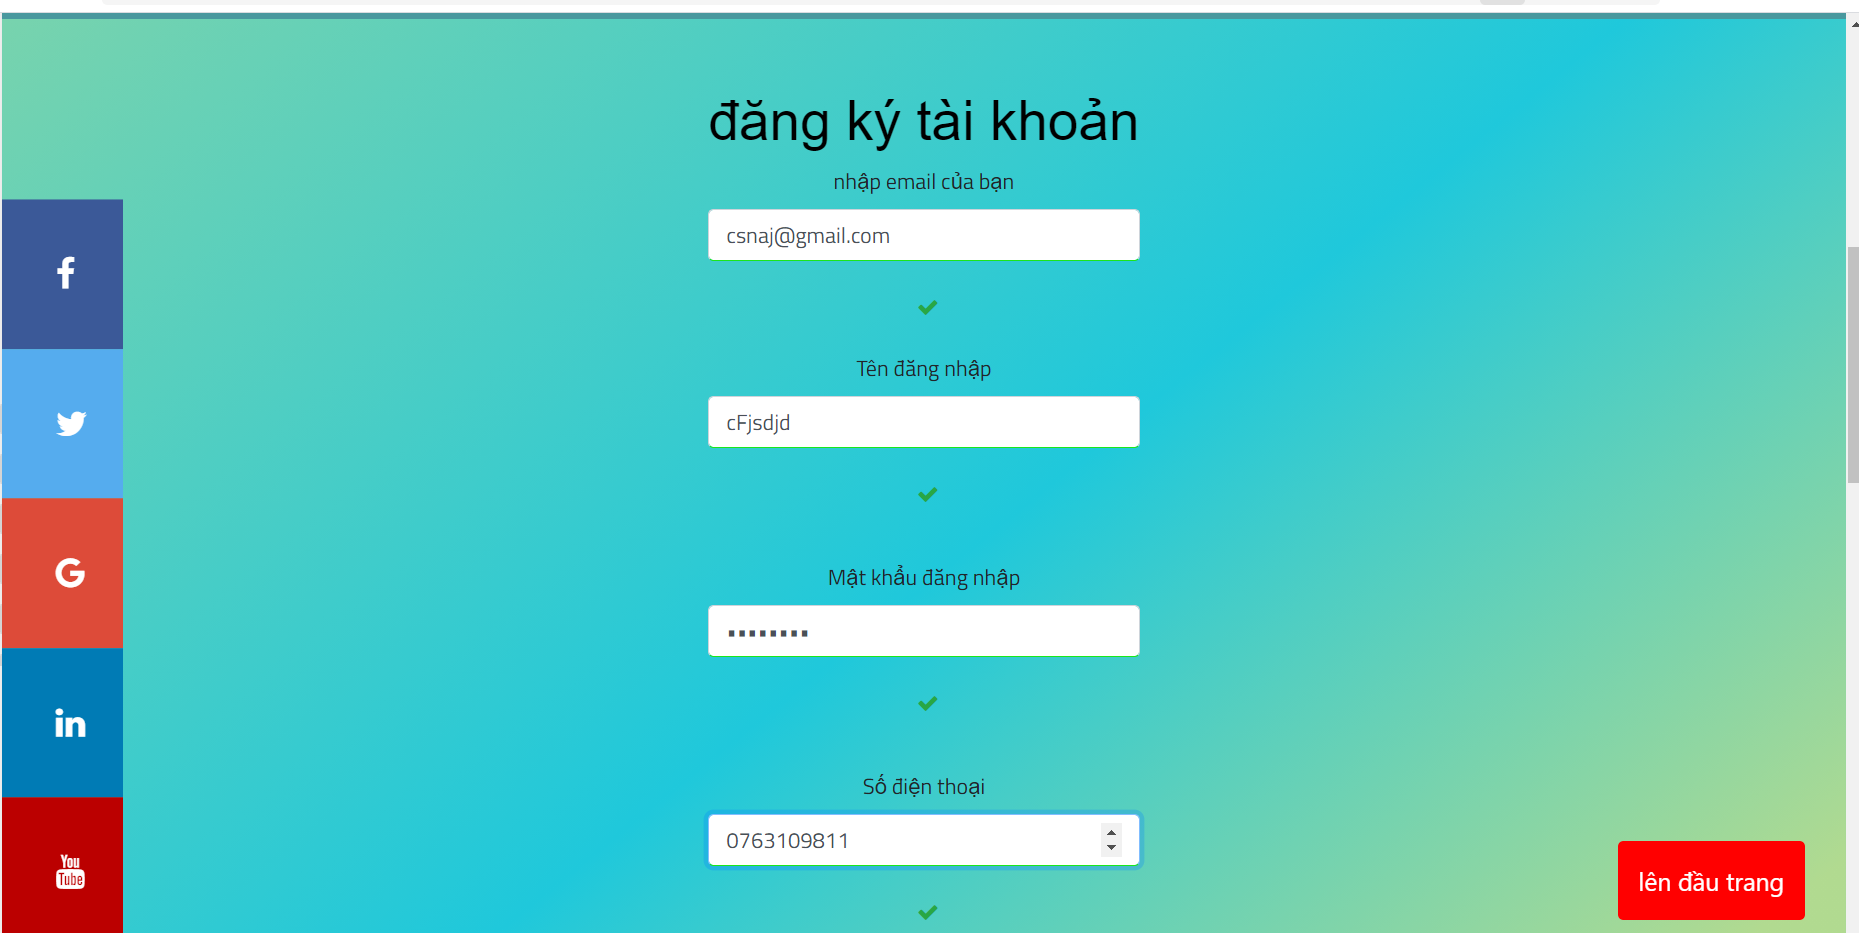 đăng ký tài khoản
nhập email của bạn
csnaj@gmail.com
Tên đăng nhập
cFjsdjd
Mật khẩu đăng nhập
Số điện thoại
0763109811
You
Tube
lên đầu trang